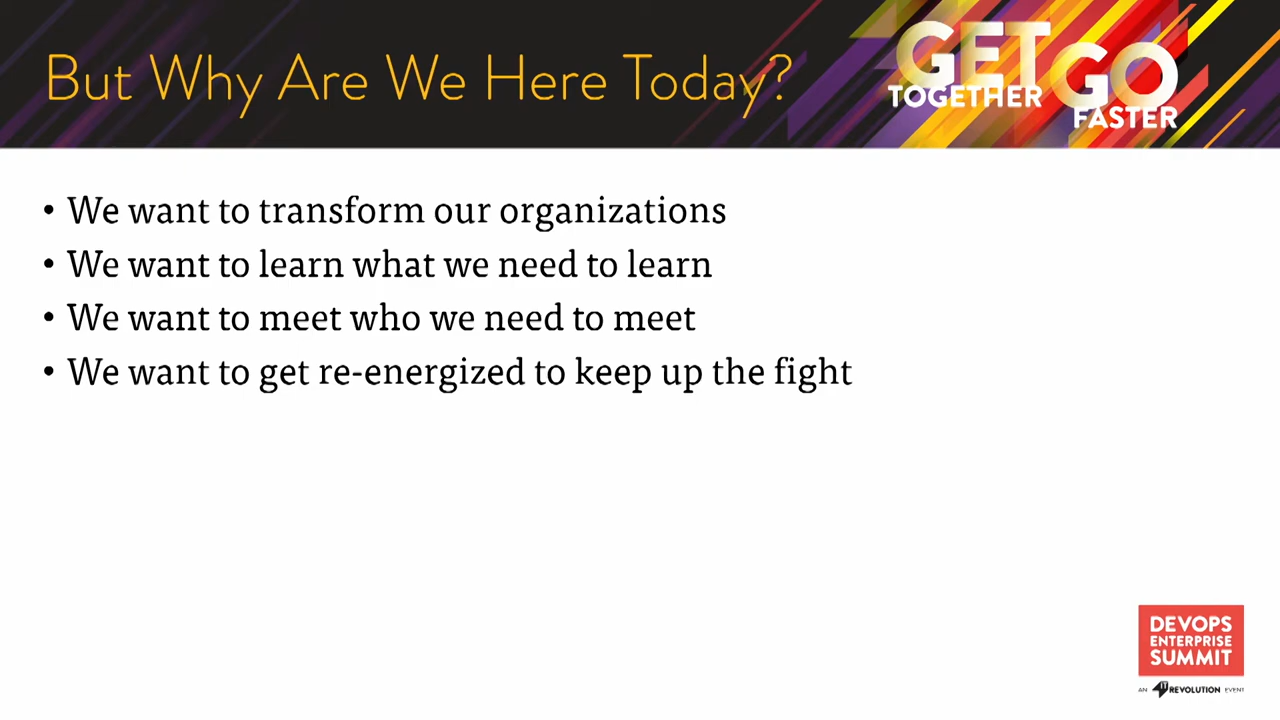 But Why Are We Here Today?
GET GO
TOGETHER
FASTER
• We want to transform our organizations
• We want to learn what we need to learn
• We want to meet who we need to meet
• We want to get re-energized to keep up the fight
DEVOPS
ENTERPRISE
SUMMIT
AN IT REVOLUTION EVENT